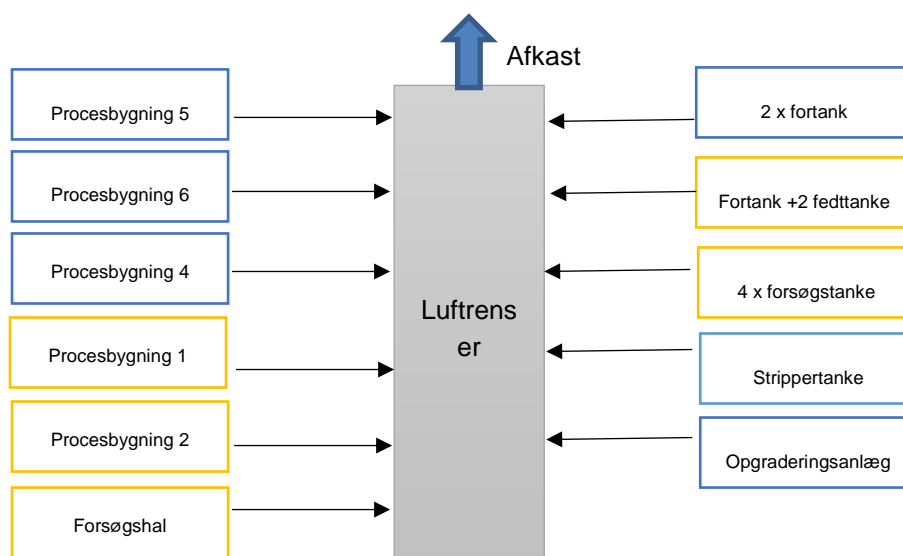 Afkast
Procesbygning 5
Procesbygning 6
Procesbygning 4
Procesbygning 1
Procesbygning 2
Forsøgshal
Luftrens
er
2 x fortank
Fortank +2 fedttanke
4 x forsøgstanke
Strippertanke
Opgraderingsanlæg